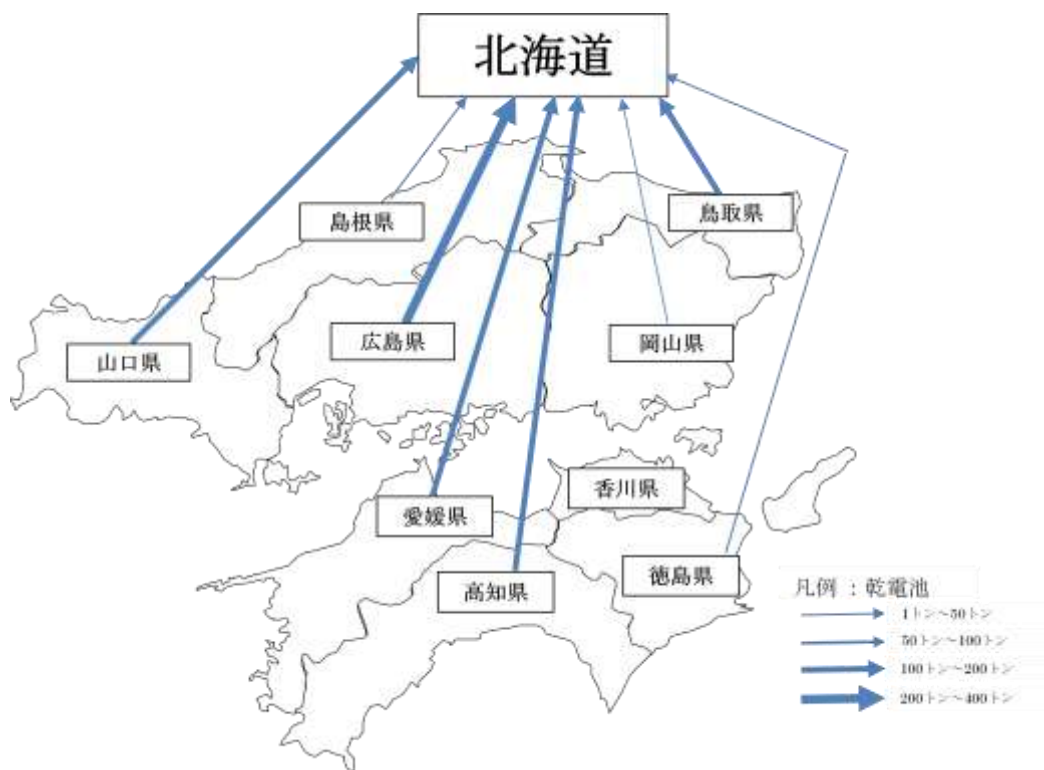 北海道
島根県
鳥取県
広島県
岡山県
山口県
香川県
愛媛県
徳島県
高知県
凡例 : 乾電池
1トン~50トン
50トン~100トン
100トン~200トン
200トン~400トン